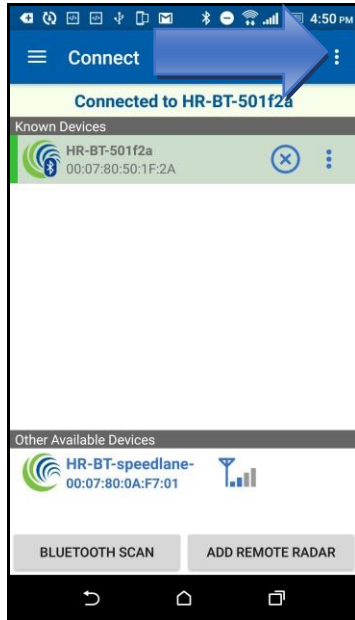 4:50 PM
Connect
Connected to HR-BT-501f2a
Known Devices
HR-BT-501f2a
00:07:80:50:1F:2A
Other Available Devices
HR-BT-speedlane-
00:07:80:0A:F7:01
BLUETOOTH SCAN ADD REMOTE RADAR